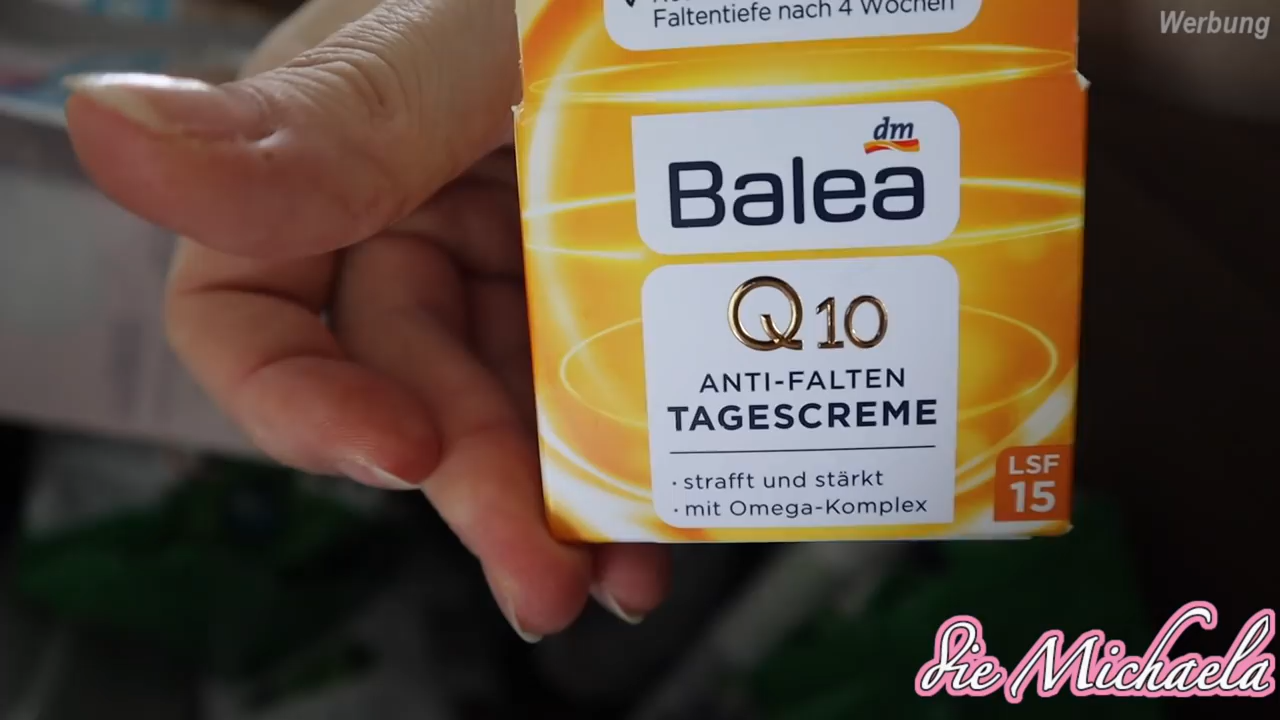 Werbung
Faltentiefe nach 4 Wochen
dm
Balea
Q10
ANTI-FALTEN
TAGESCREME
· strafft und stärkt
· mit Omega-Komplex
LSF
15
Die Michaela